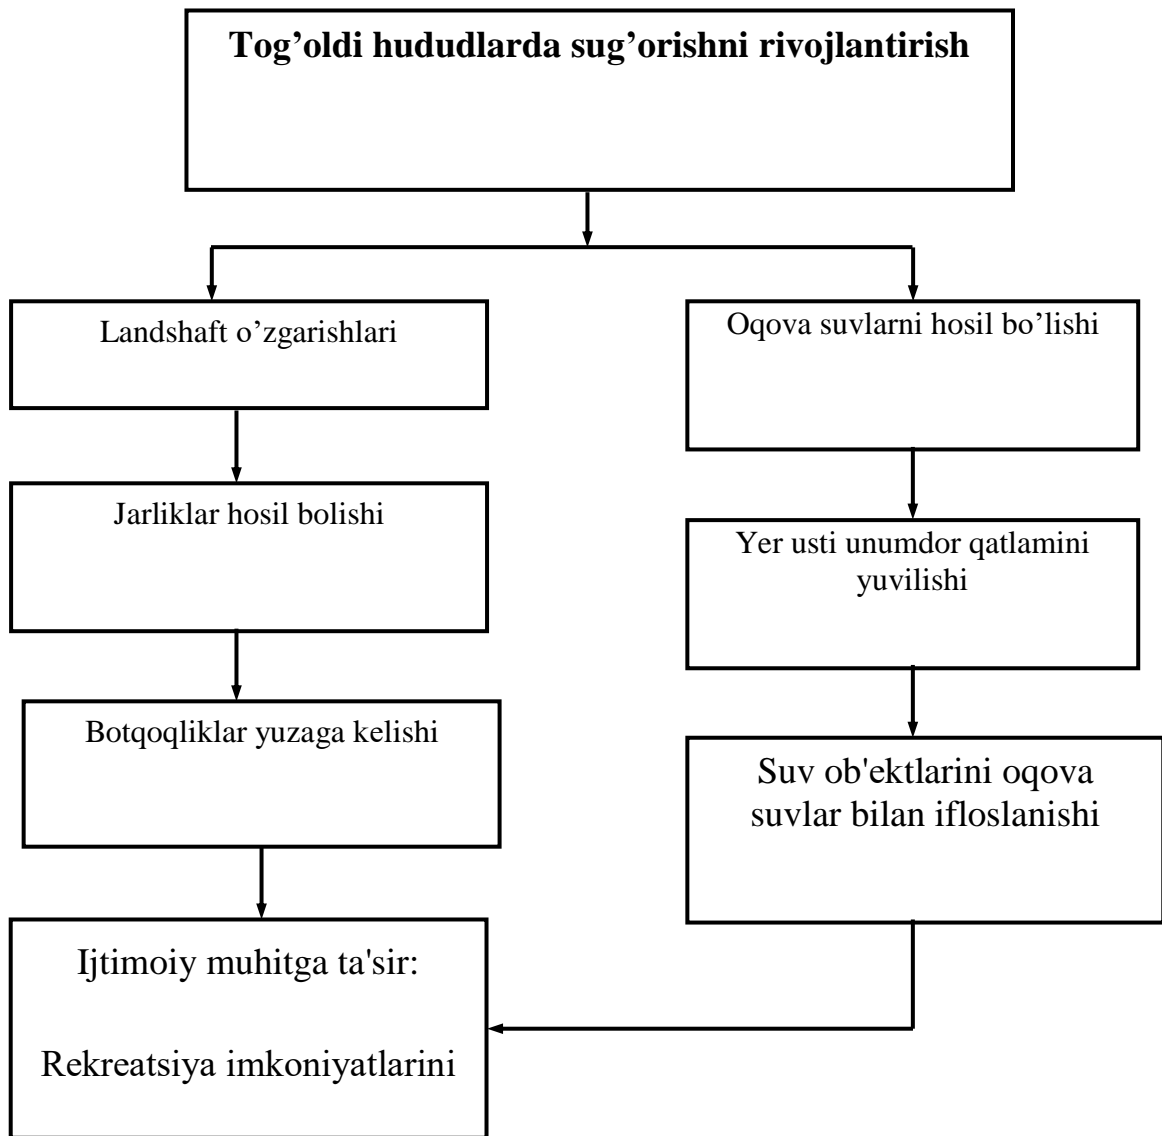 Tog’oldi hududlarda sug’orishni rivojlantirish
Landshaft o’zgarishlari
Oqova suvlarni hosil bo’lishi
Jarliklar hosil bolishi
Yer usti unumdor qatlamini
yuvilishi
Botqoqliklar yuzaga kelishi
Suv ob'ektlarini oqova
suvlar bilan ifloslanishi
Ijtimoiy muhitga ta'sir:
Rekreatsiya imkoniyatlarini